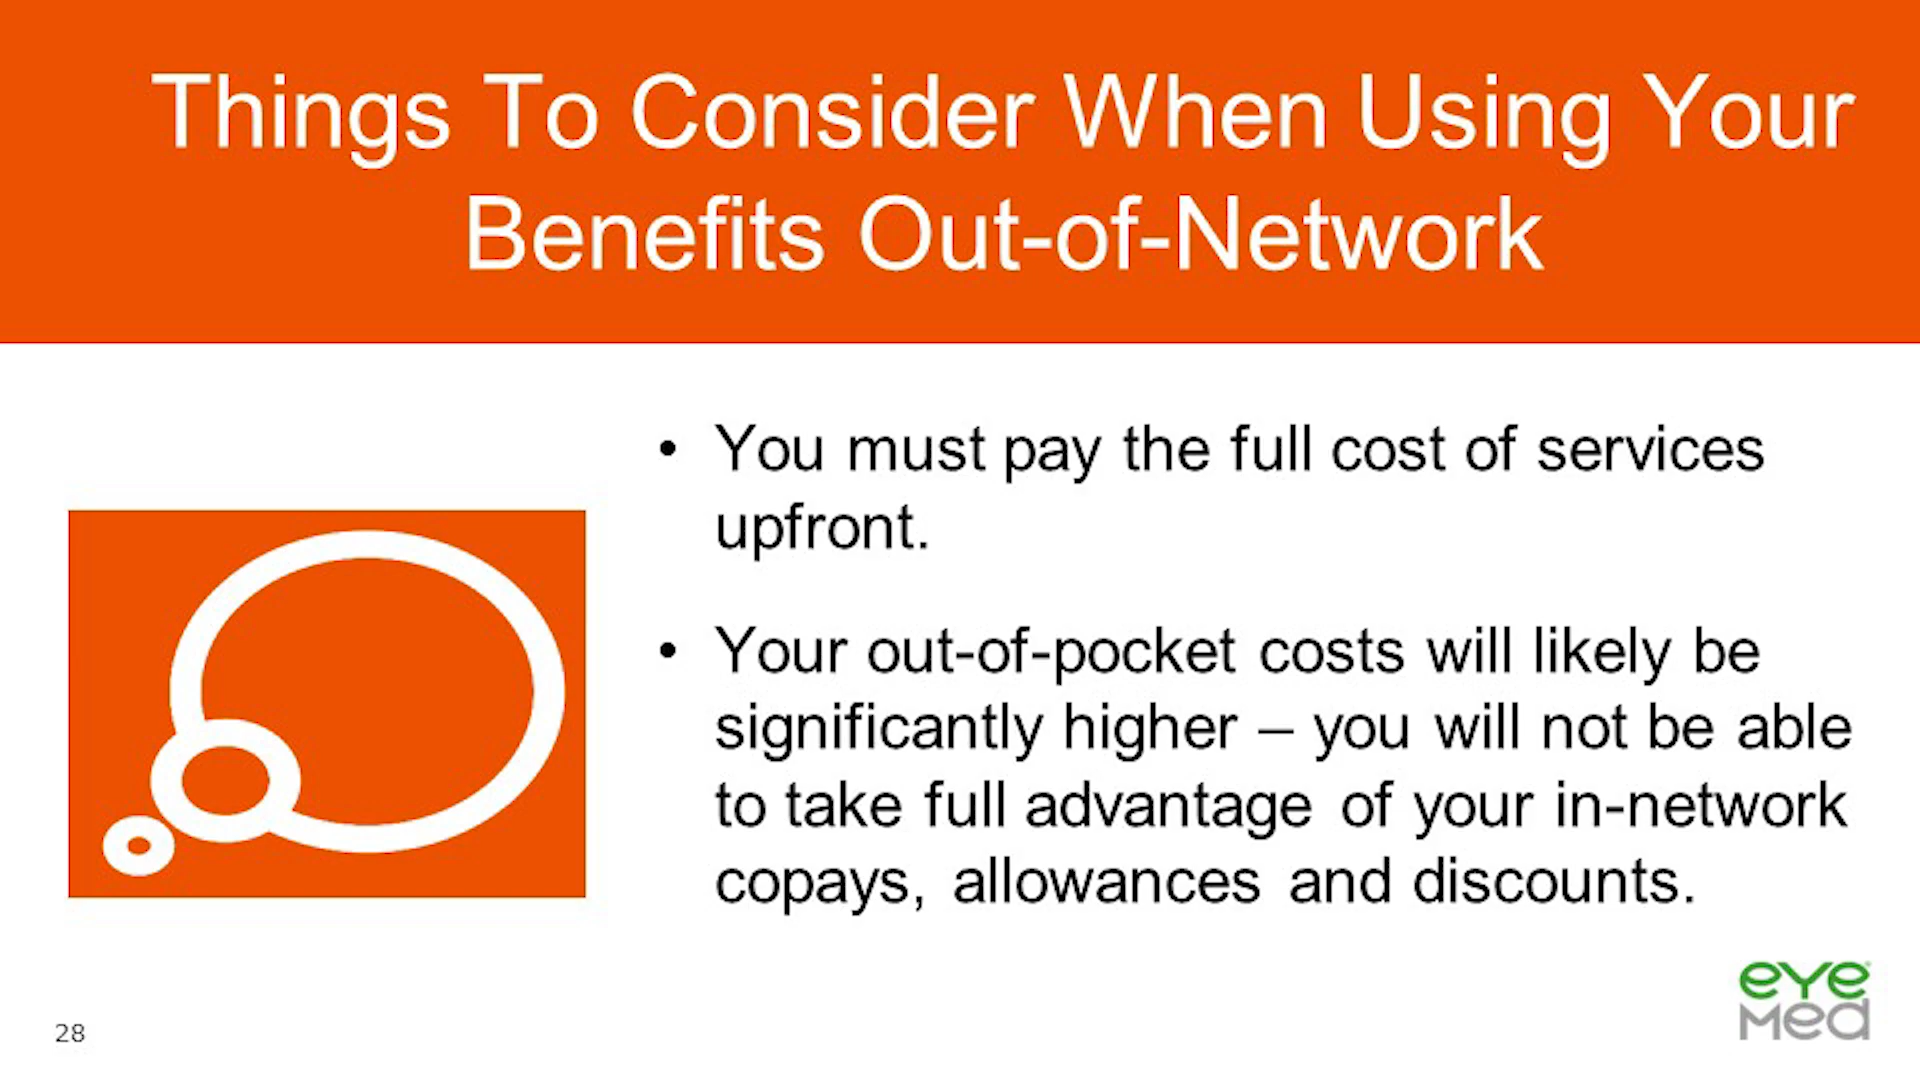 Things To Consider When Using Your
Benefits Out-of-Network
• You must pay the full cost of services
upfront.
• Your out-of-pocket costs will likely be
significantly higher – you will not be able
to take full advantage of your in-network
copays, allowances and discounts.
eye
Med
28